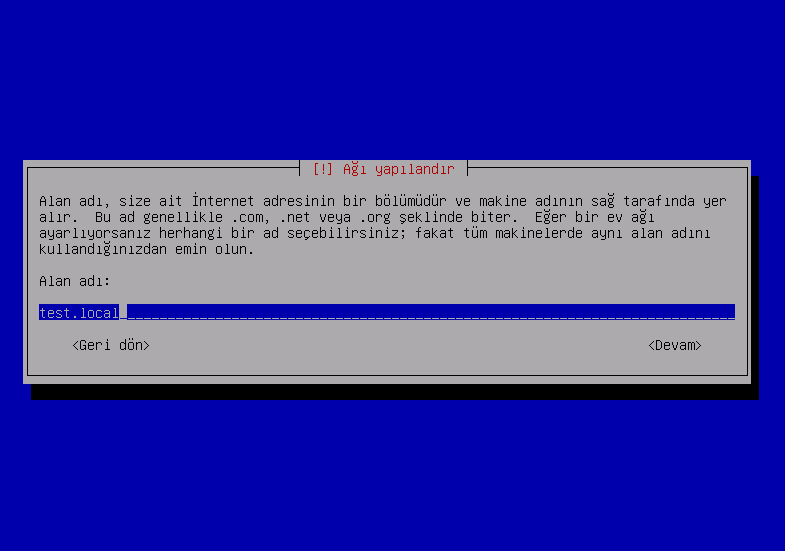 [!] Ağı yapılandır
Alan adı, size ait İnternet adresinin bir bölümüdür ve makine adının sağ tarafında yer
alır.  Bu ad genellikle .com, .net veya .org şeklinde biter.  Eğer bir ev ağı
ayarlıyorsanız herhangi bir ad seçebilirsiniz; fakat tüm makinelerde aynı alan adını
kullandığınızdan emin olun.
Alan adı:
test.local
<Geri dön> <Devam>